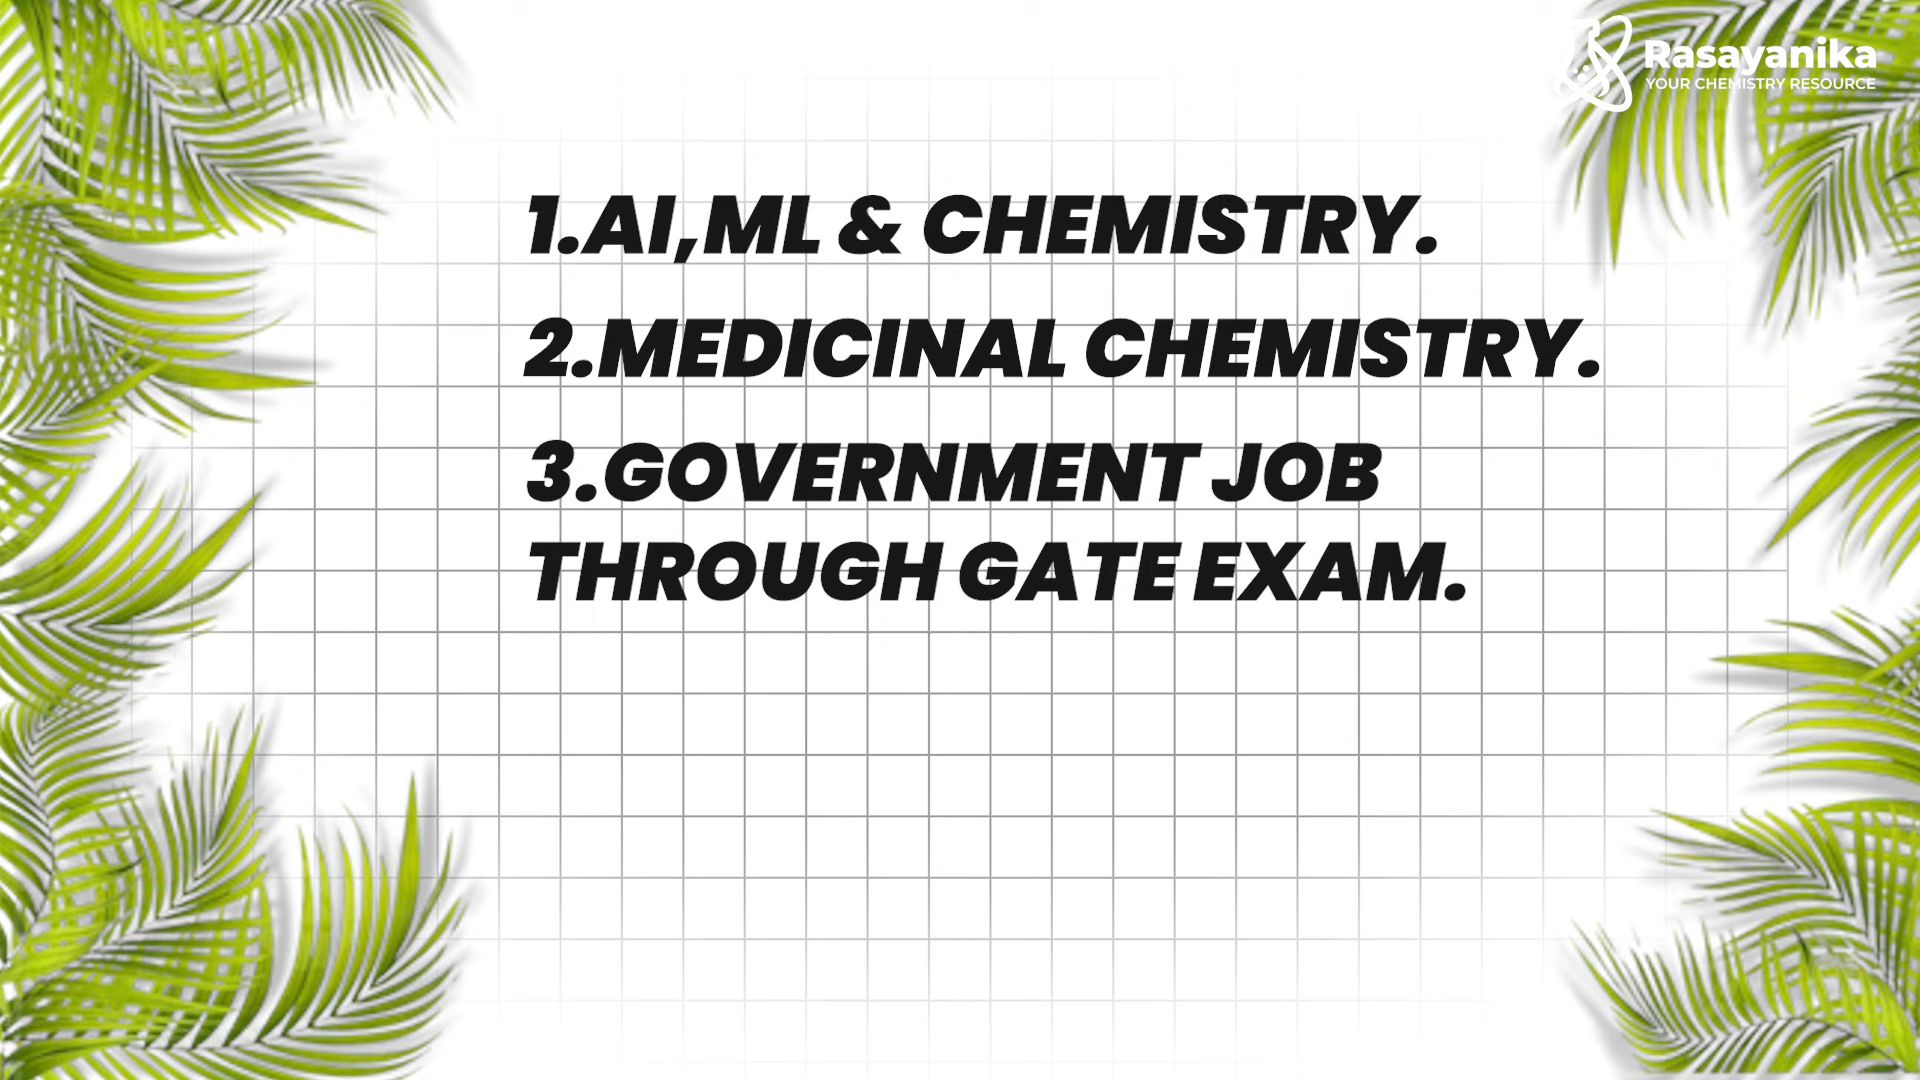 Rasayanika
YOUR CHEMISTRY RESOURCE
1.AI,ML & CHEMISTRY.
2.MEDICINAL CHEMISTRY.
3.GOVERNMENT JOB
THROUGH GATE EXAM.